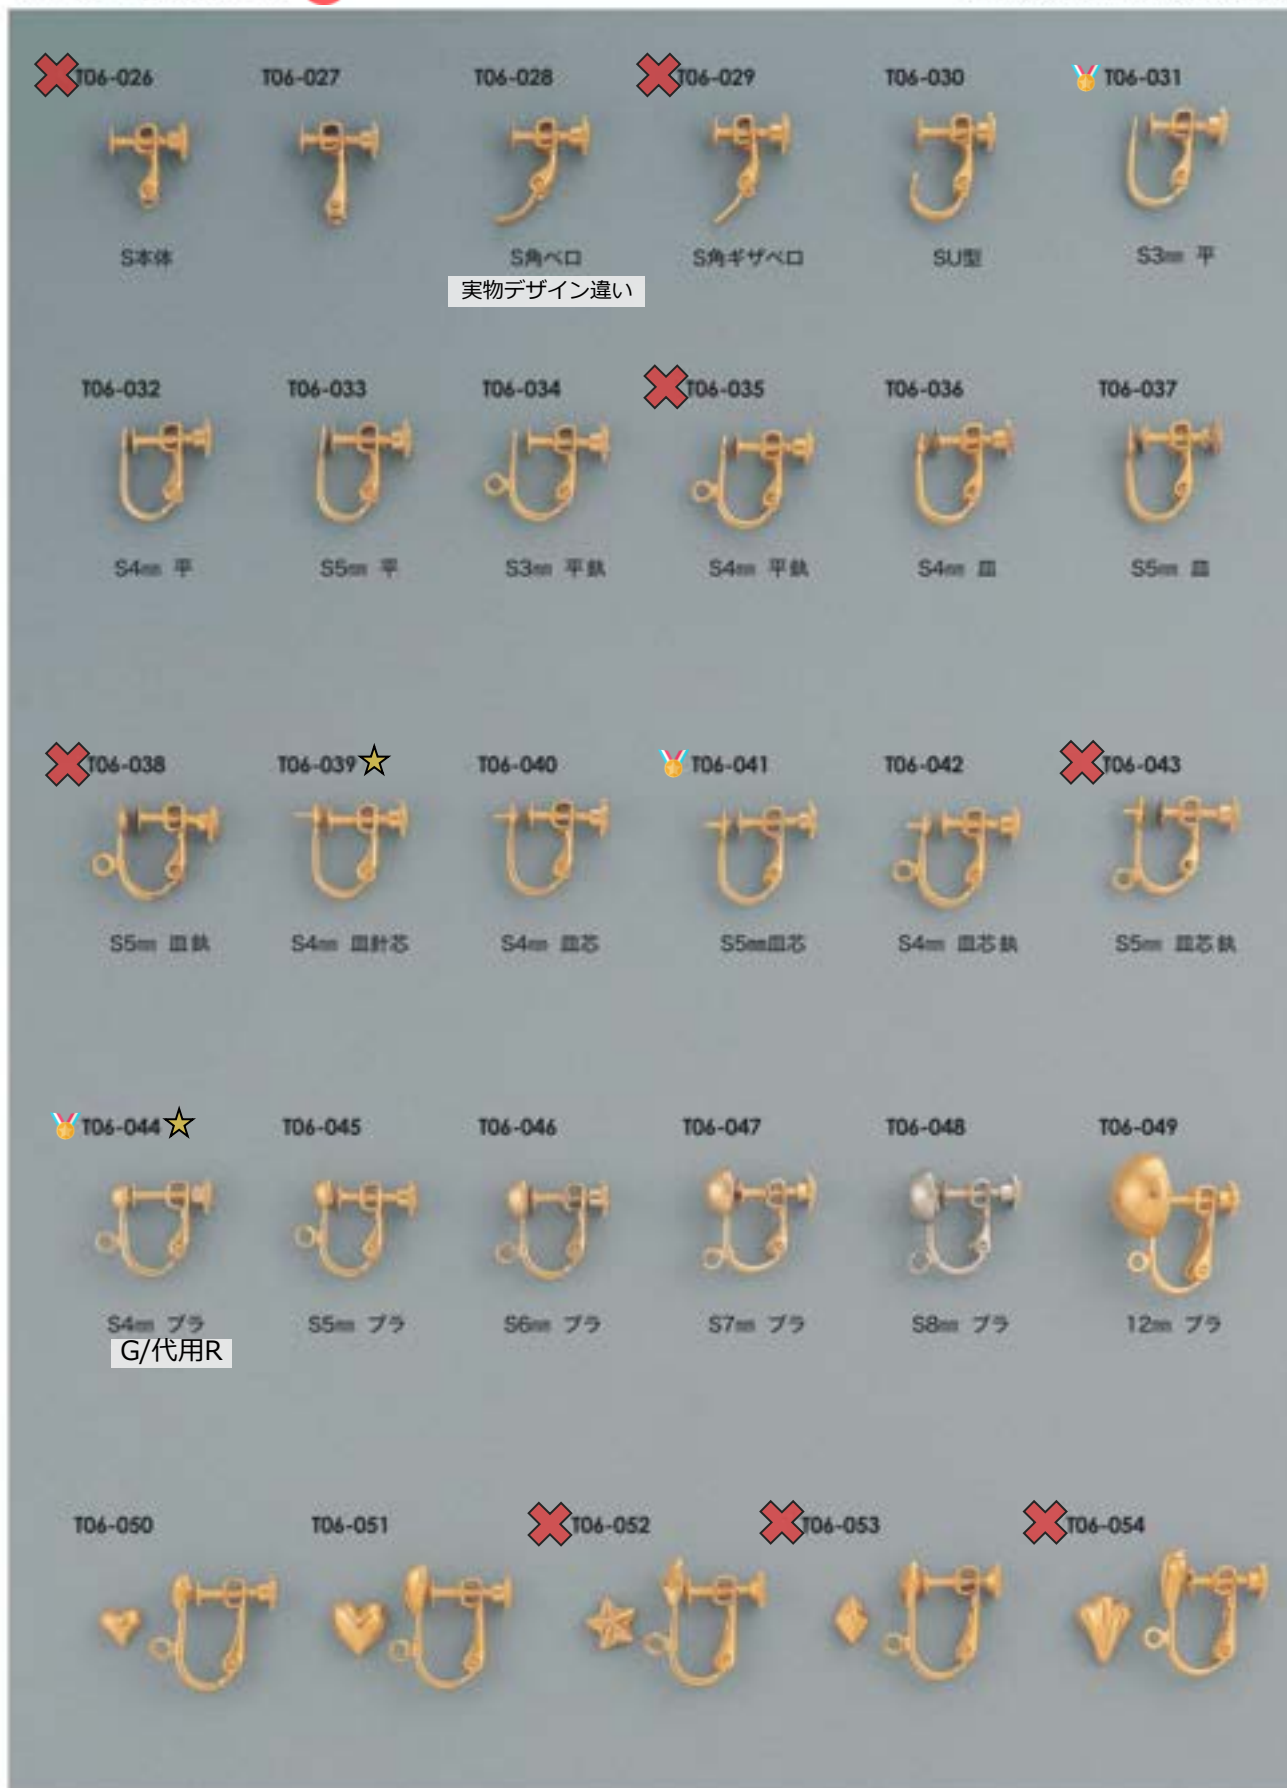 T06-026 T06-027 T06-028 T06-029 T06-030 T06-031
S本体 S角ベロ S角ギザベロ SU型 S3㎜ 平
実物デザイン違い
T06-032 T06-033 T06-034 T06-035 T06-036 T06-037
S4㎜ 平 S5㎜ 平 S3㎜ 平 S4㎜ 平 S4㎜ 皿 S5㎜ 皿
T06-038 T06-039 T06-040 T06-041 T06-042 T06-043
S5㎜ 皿 S4㎜ 皿針芯 S4㎜ 皿芯 S5㎜皿芯 S4㎜ 皿芯 S5㎜ 皿芯
T06-044 T06-045 T06-046 T06-047 T06-048 T06-049
S4㎜ ブラ S5㎜ ブラ S6㎜ ブラ S7㎜ ブラ S8㎜ ブラ 12㎜ ブラ
G/代用R
T06-050 T06-051 T06-052 T06-053 T06-054